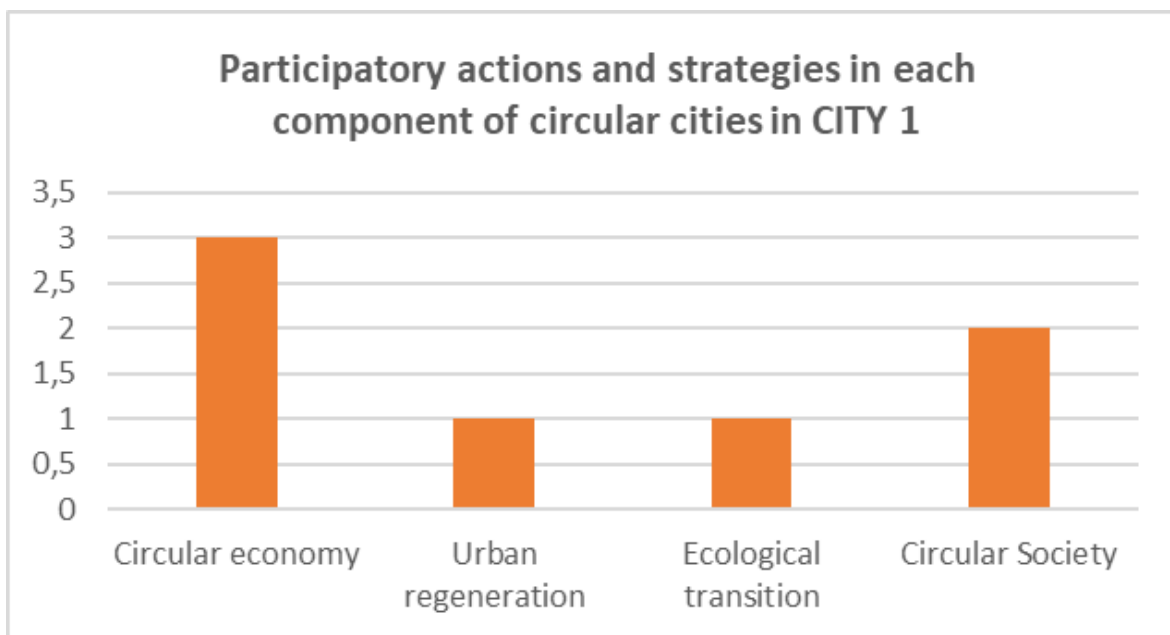 Participatory actions and strategies in each
component of circular cities in CITY 1
3,5
3
2,5
2
1,5
1
0,5
0
Circular economy
Urban
regeneration
Ecological
transition
Circular Society